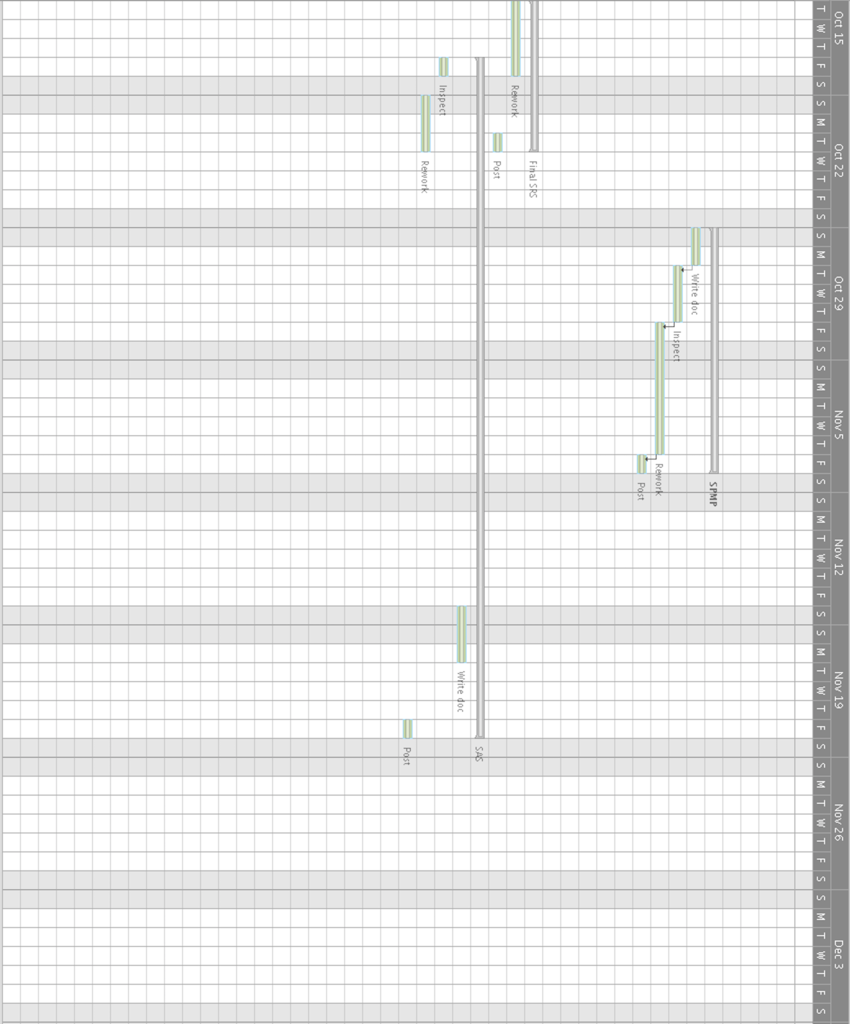 Oct 15 Oct 22 Oct 29 Nov 5 Nov 12 Nov 19 Nov 26 Dec 3
T W T F S S M T W T F S S M T W T F S S M T W T F S S M T W T F S S M T W T F S S M T W T F S S M T W T F S
SPMP
Write doc
Inspect
Rework
Post
Final SRS
Rework
Post
SAS
Write doc
Inspect
Rework
Post